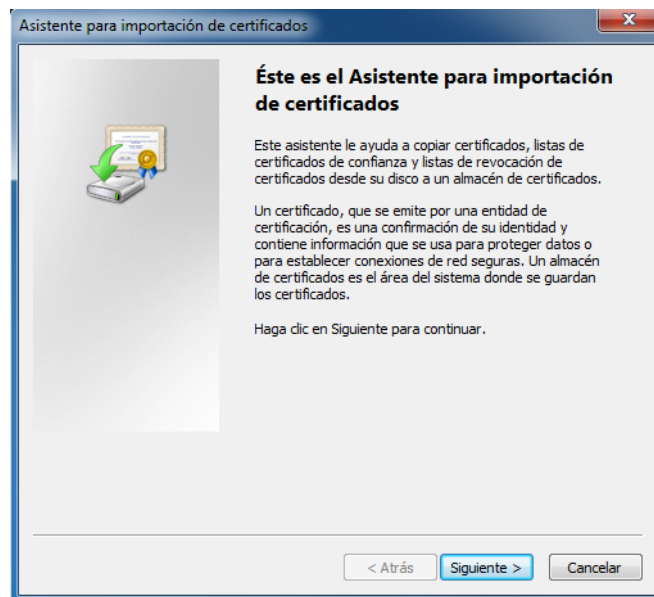 Asistente para importación de certificados
Éste es el Asistente para importación
de certificados
Este asistente le ayuda a copiar certificados, listas de
certificados de confianza y listas de revocación de
certificados desde su disco a un almacén de certificados.
Un certificado, que se emite por una entidad de
certificación, es una confirmación de su identidad y
contiene información que se usa para proteger datos o
para establecer conexiones de red seguras. Un almacén
de certificados es el área del sistema donde se guardan
los certificados.
Haga clic en Siguiente para continuar.
< Atrás Siguiente > Cancelar